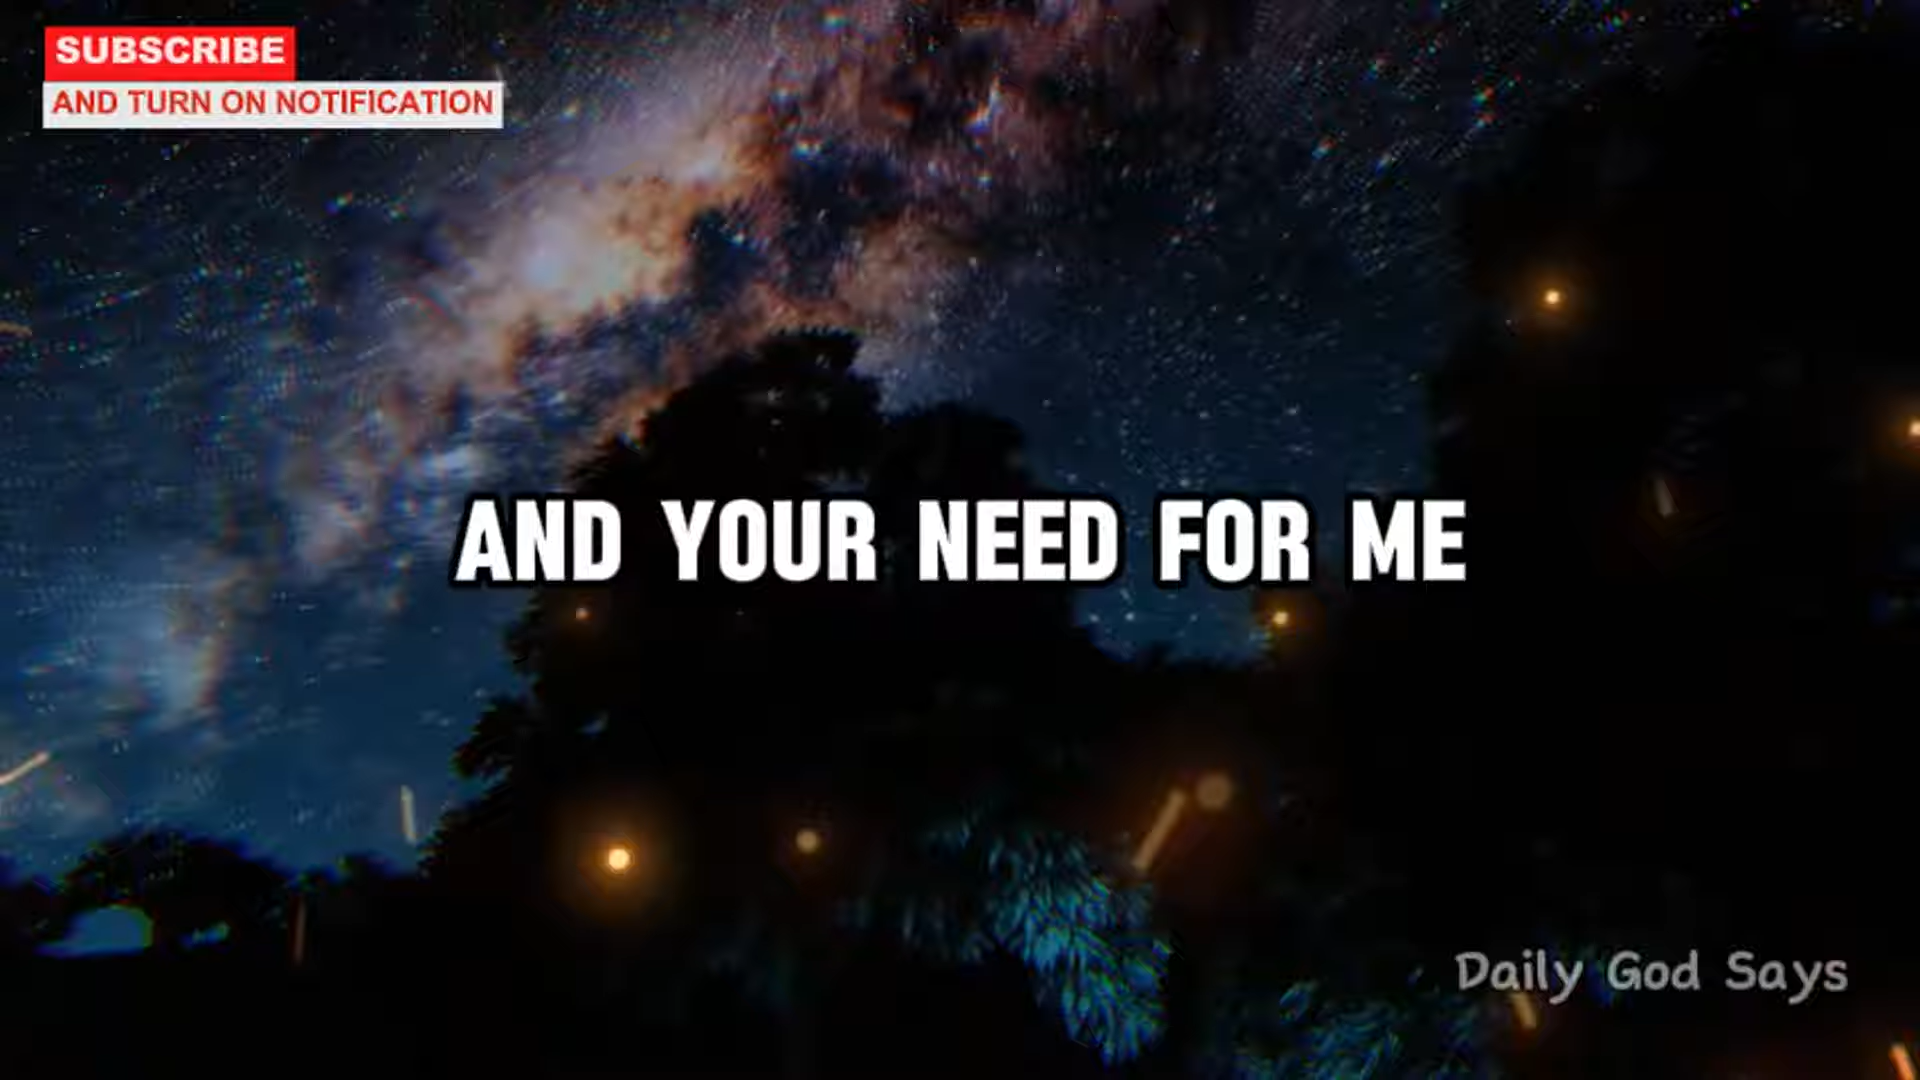 SUBSCRIBE
AND TURN ON NOTIFICATION
AND YOUR NEED FOR ME
Daily God Says